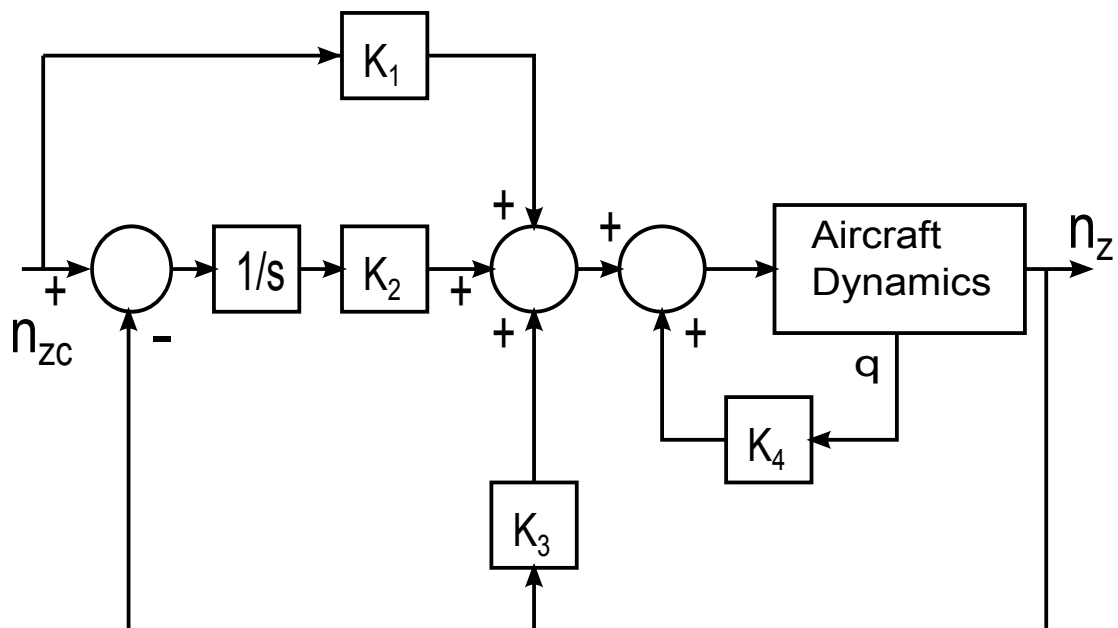 K₁
+
+
1/s
K₂
+
Aircraft
Dynamics
n_z
+
+
n_zc
-
+
+
q
K₄
K₃